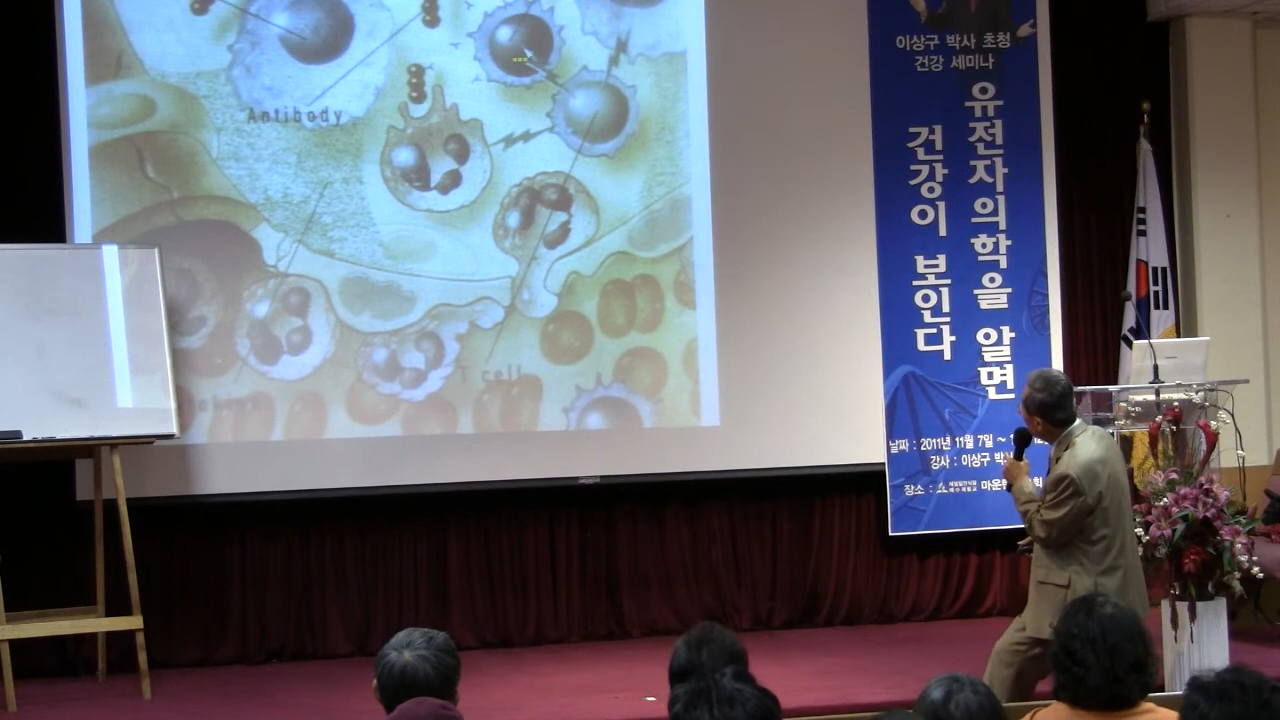 Antibody
T cell
이상구 박사 초청
건강 세미나
유전자의학을 알면
건강이 보인다
날짜 : 2011년 11월 7일 ~
강사 : 이상구 박사
장소 :